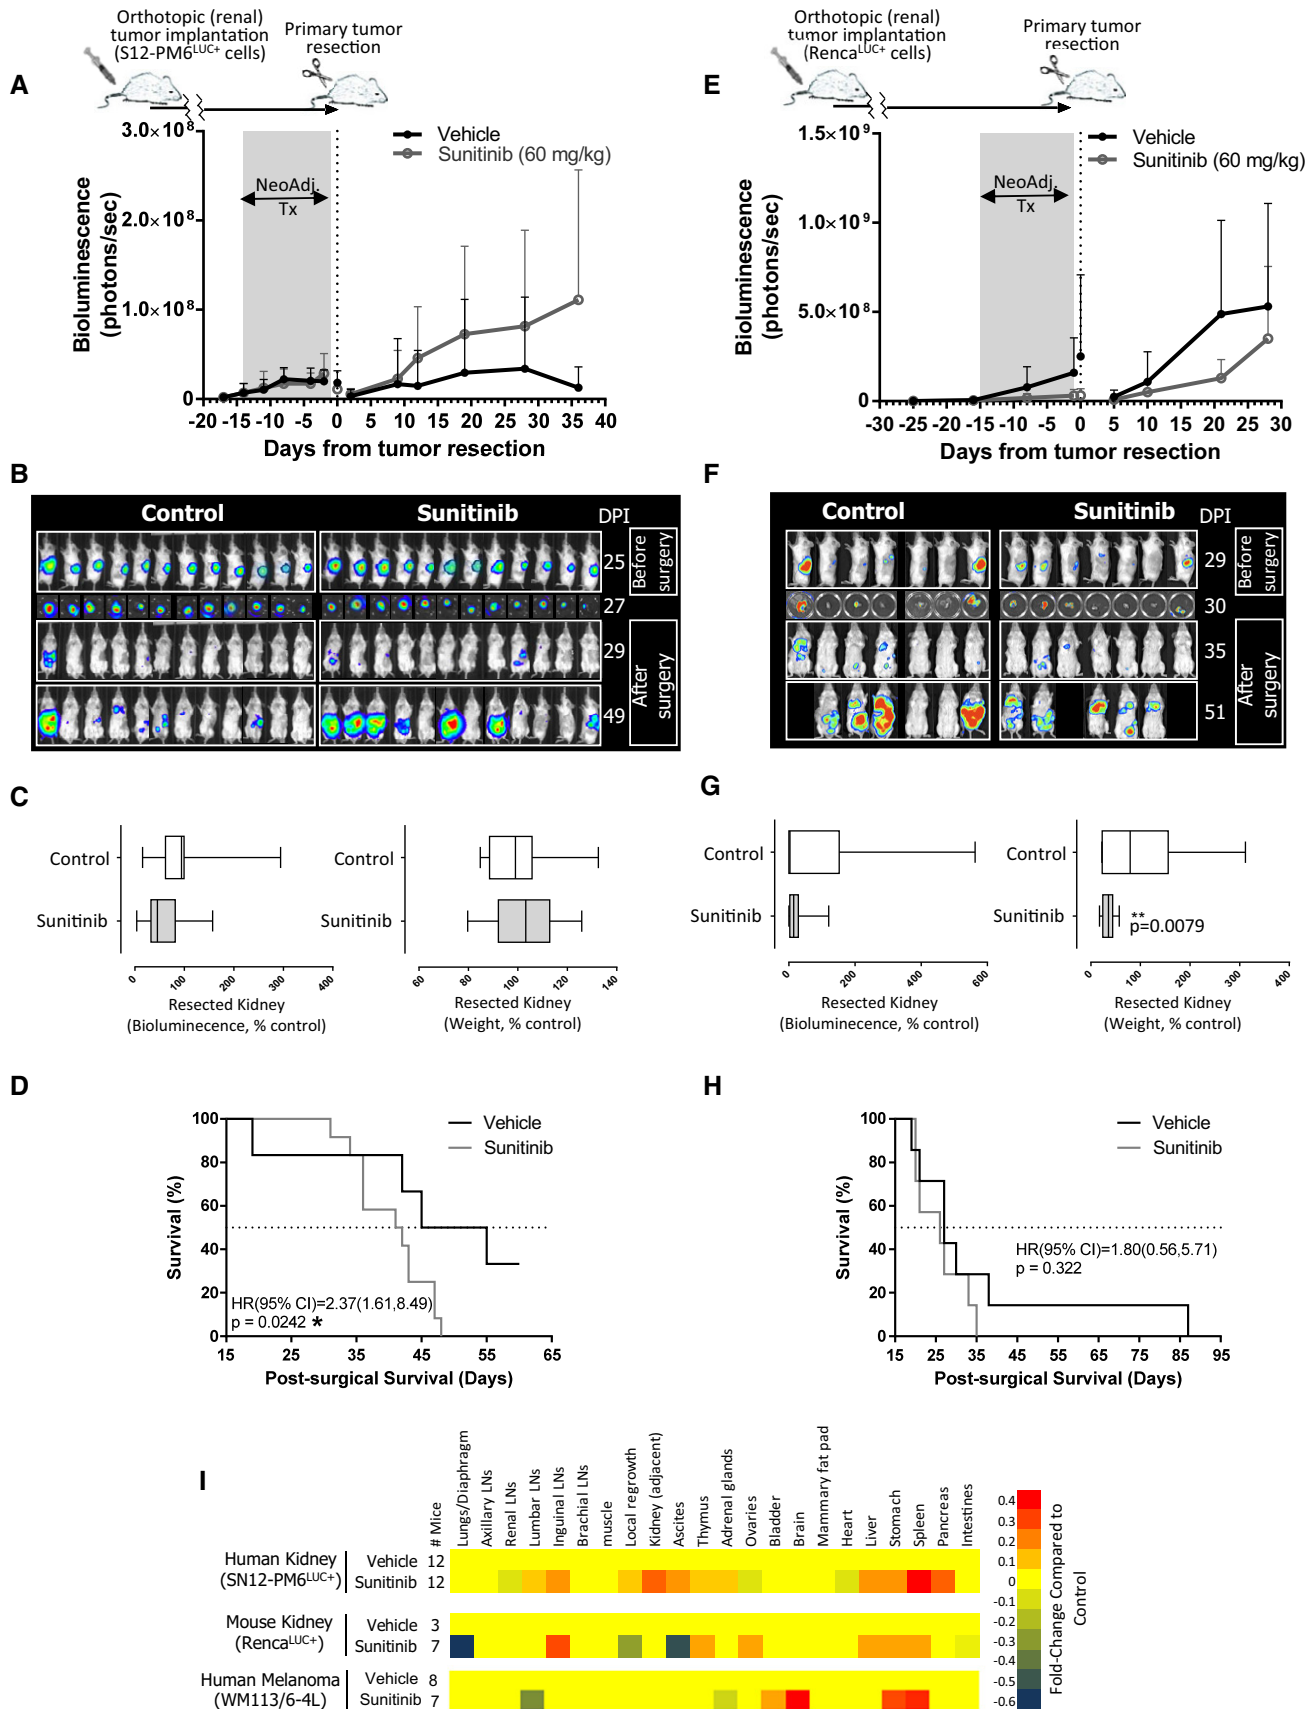 Orthotopic (renal)
tumor implantation
(S12-PM6LUC+ cells)
Primary tumor
resection
A
3.0×10⁸
2.0×10⁸
1.0×10⁸
0
Bioluminescence
(photons/sec)
Vehicle
Sunitinib (60 mg/kg)
NeoAdj.
Tx
-20 -15 -10 -5 0 5 10 15 20 25 30 35 40
Days from tumor resection
Orthotopic (renal)
tumor implantation
(RencaLUC+ cells)
Primary tumor
resection
E
1.5×10⁹
1.0×10⁹
5.0×10⁸
0
Bioluminescence
(photons/sec)
Vehicle
Sunitinib (60 mg/kg)
NeoAdj.
Tx
-30 -25 -20 -15 -10 -5 0 5 10 15 20 25 30
Days from tumor resection
B
Control Sunitinib DPI
25
27
29
49
Before
surgery
After
surgery
F
Control Sunitinib DPI
29
30
35
51
Before
surgery
After
surgery
C
Control
Sunitinib
0 100 200 300 400
Resected Kidney
(Bioluminecence, % control)
Control
Sunitinib
60 80 100 120 140
Resected Kidney
(Weight, % control)
G
Control
Sunitinib
0 200 400 600
Resected Kidney
(Bioluminecence, % control)
Control
Sunitinib
**
p=0.0079
0 100 200 300 400
Resected Kidney
(Weight, % control)
D
100
80
60
40
20
0
Survival (%)
Vehicle
Sunitinib
HR(95% CI)=2.37(1.61,8.49)
p = 0.0242 *
15 25 35 45 55 65
Post-surgical Survival (Days)
H
100
80
60
40
20
0
Survival (%)
Vehicle
Sunitinib
HR(95% CI)=1.80(0.56,5.71)
p = 0.322
15 25 35 45 55 65 75 85 95
Post-surgical Survival (Days)
I
# Mice
Lungs/Diaphragm
Axillary LNs
Renal LNs
Lumbar LNs
Inguinal LNs
Brachial LNs
muscle
Local regrowth
Kidney (adjacent)
Ascites
Thymus
Adrenal glands
Ovaries
Bladder
Brain
Mammary fat pad
Heart
Liver
Stomach
Spleen
Pancreas
Intestines
Human Kidney
(SN12-PM6LUC+)
Vehicle 12
Sunitinib 12
Mouse Kidney
(RencaLUC+)
Vehicle 3
Sunitinib 7
Human Melanoma
(WM113/6-4L)
Vehicle 8
Sunitinib 7
0.4
0.3
0.2
0.1
0
-0.1
-0.2
-0.3
-0.4
-0.5
-0.6
Fold-Change Compared to
Control